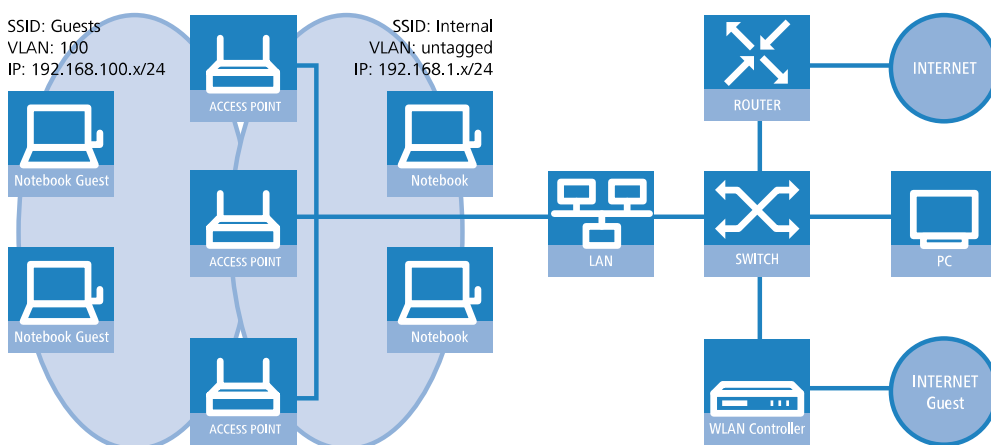 SSID: Guests
VLAN: 100
IP: 192.168.100.x/24
SSID: Internal
VLAN: untagged
IP: 192.168.1.x/24
ACCESS POINT
ROUTER
INTERNET
Notebook Guest
Notebook
ACCESS POINT
LAN
SWITCH
PC
Notebook Guest
Notebook
ACCESS POINT
WLAN Controller
INTERNET
Guest